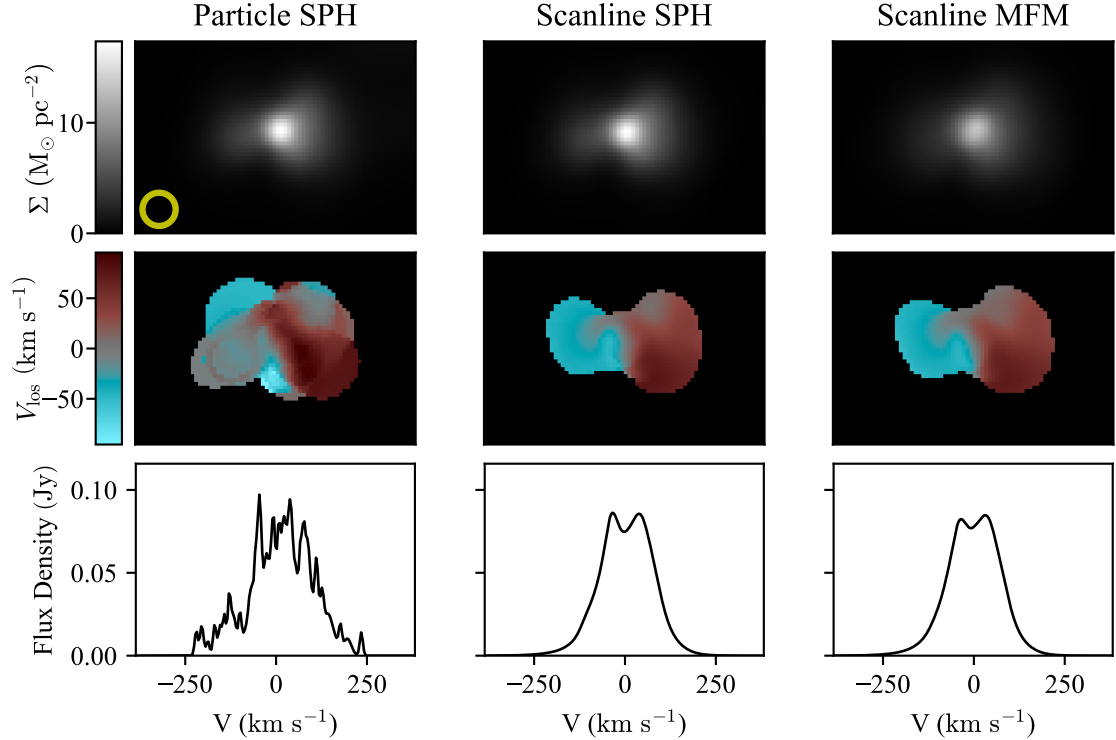 Particle SPH
Scanline SPH
Scanline MFM
Σ (M⊙ pc−2)
10
0
Vlos (km s−1)
50
0
−50
Flux Density (Jy)
0.10
0.05
0.00
−250 0 250
−250 0 250
−250 0 250
V (km s−1)
V (km s−1)
V (km s−1)